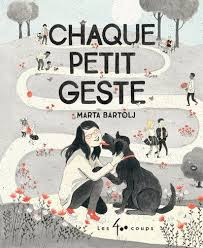 CHAQUE
PETIT
GESTE
MARTA BARTOLJ
Les 400 coups